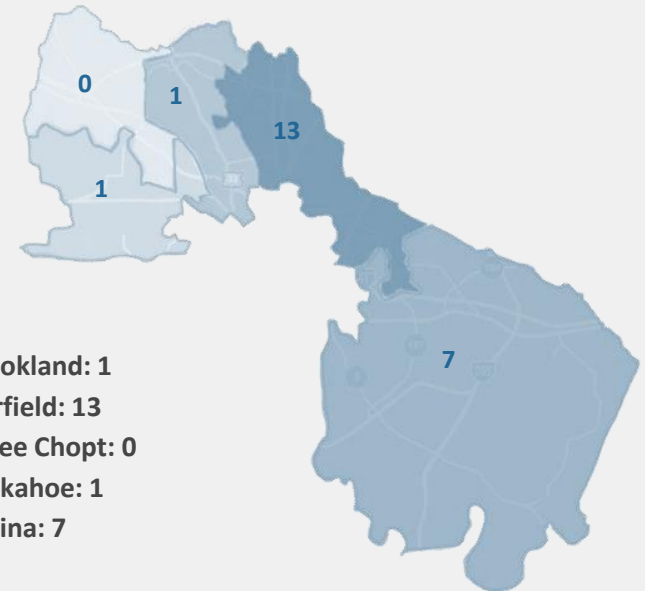 0
1
13
1
7
okland: 1
rfield: 13
ee Chopt: 0
kahoe: 1
ina: 7